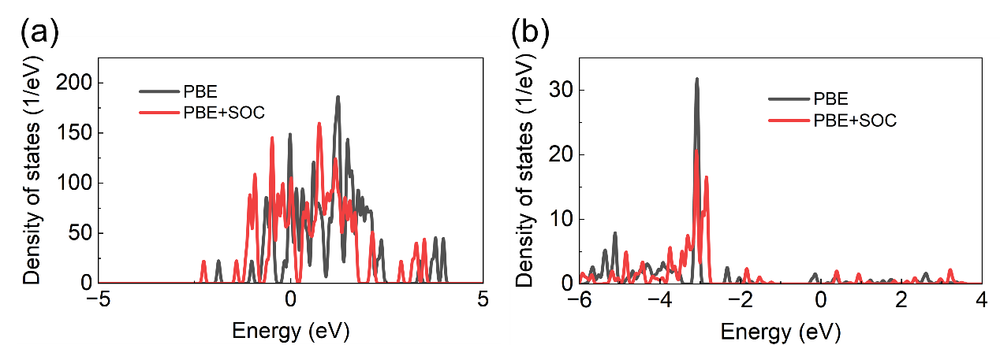 (a)
Density of states (1/eV)
200
150
100
50
0
PBE
PBE+SOC
−5
0
5
Energy (eV)
(b)
Density of states (1/eV)
30
20
10
0
PBE
PBE+SOC
−6
−4
−2
0
2
4
Energy (eV)